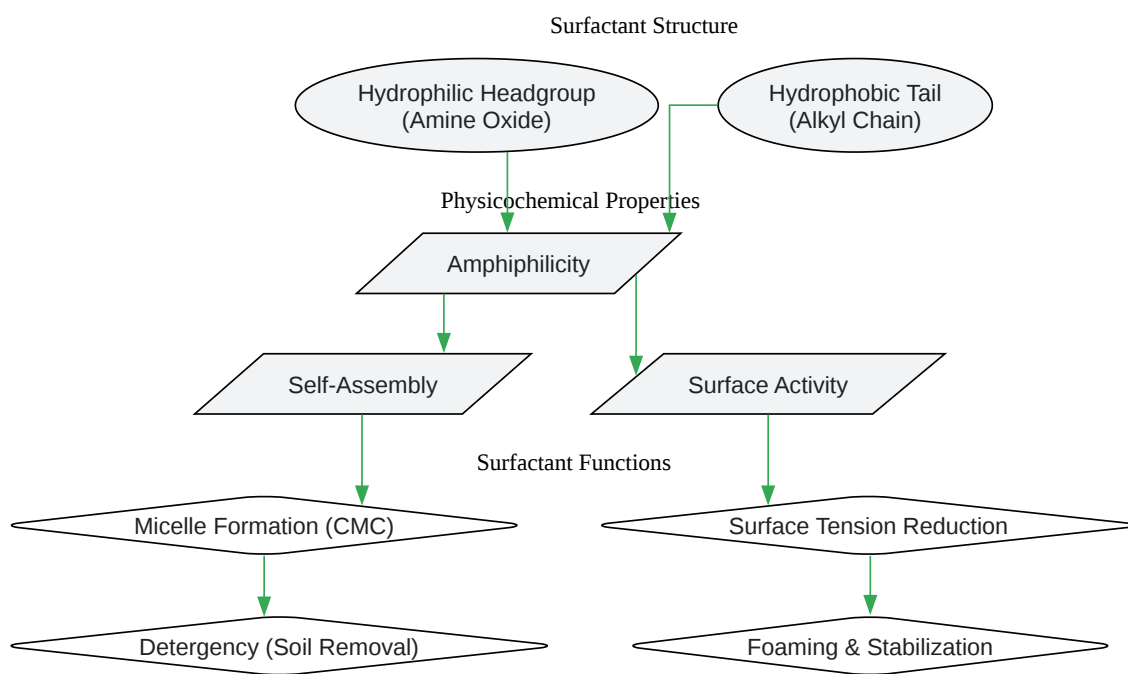 Surfactant Structure
Hydrophilic Headgroup
(Amine Oxide)
Hydrophobic Tail
(Alkyl Chain)
Physicochemical Properties
Amphiphilicity
Self-Assembly
Surface Activity
Surfactant Functions
Micelle Formation (CMC)
Surface Tension Reduction
Detergency (Soil Removal)
Foaming & Stabilization